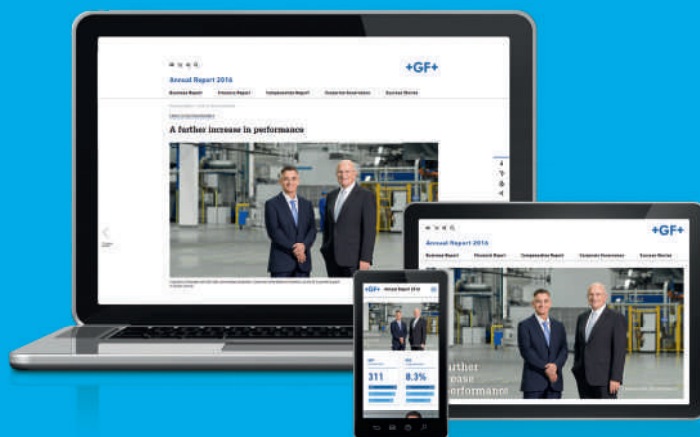 +GF+
Annual Report 2016
Business Report Financial Report Compensation Report Corporate Governance Success Stories
A further increase in performance
+GF+
Annual Report 2016
Business Report Financial Report Compensation Report Corporate Governance Success Stories
+GF+ Annual Report 2016
311 8.3%
further
performance